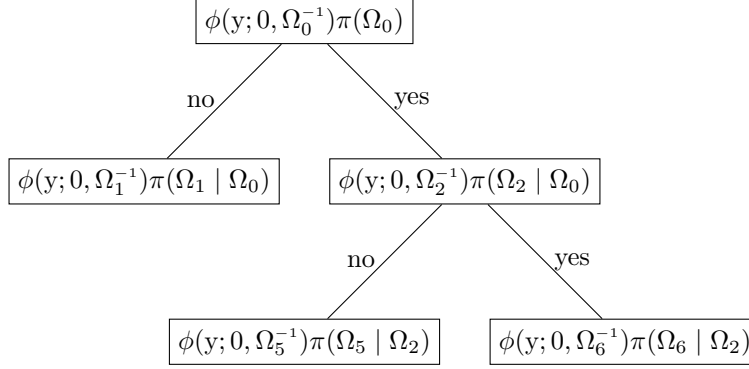 ϕ(y; 0, Ω₀⁻¹)π(Ω₀)
no
yes
ϕ(y; 0, Ω₁⁻¹)π(Ω₁ | Ω₀)
ϕ(y; 0, Ω₂⁻¹)π(Ω₂ | Ω₀)
no
yes
ϕ(y; 0, Ω₅⁻¹)π(Ω₅ | Ω₂)
ϕ(y; 0, Ω₆⁻¹)π(Ω₆ | Ω₂)